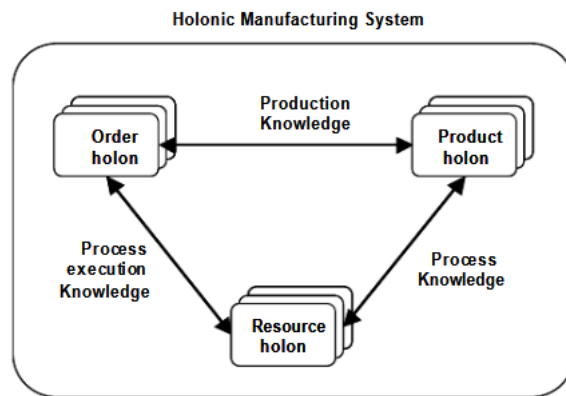 Holonic Manufacturing System
Production
Knowledge
Order
holon
Product
holon
Process
execution
Knowledge
Process
Knowledge
Resource
holon